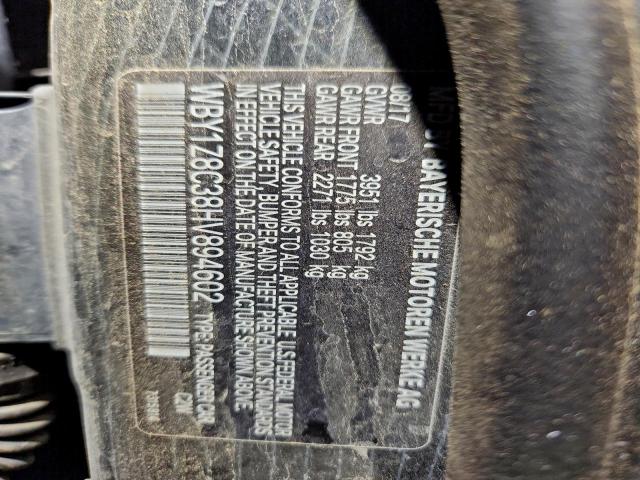 MFD BY BAYERISCHE MOTOREN WERKE AG
08/17
GVWR 3951 lbs 1792 kg
GAWR FRONT 1775 lbs 805 kg
GAWR REAR 2271 lbs 1030 kg
THIS VEHICLE CONFORMS TO ALL APPLICABLE U.S FEDERAL MOTOR
VEHICLE SAFETY, BUMPER, AND THEFT PREVENTION STANDARDS
IN EFFECT ON THE DATE OF MANUFACTURE SHOWN ABOVE.
WBY1Z8C38HV894602 TYPE: PASSENGER CAR